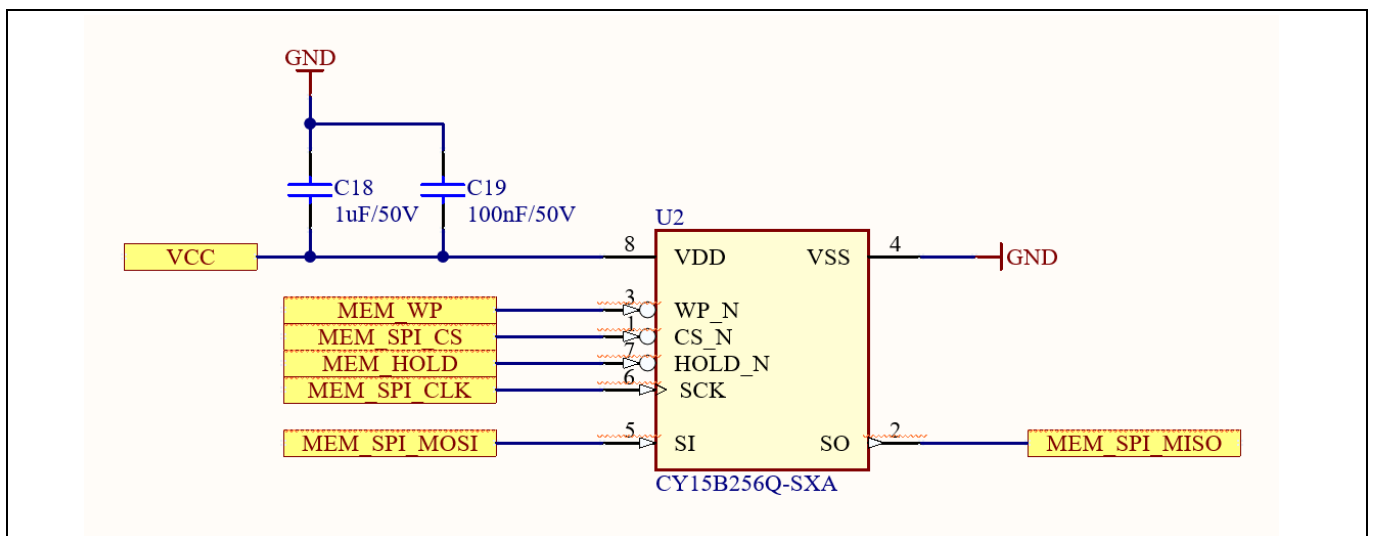 GND
C18
1uF/50V
C19
100nF/50V
U2
VCC
8
VDD
VSS
4
GND
MEM_WP
3
WP_N
MEM_SPI_CS
1
CS_N
MEM_HOLD
7
HOLD_N
MEM_SPI_CLK
6
SCK
MEM_SPI_MOSI
5
SI
SO
2
MEM_SPI_MISO
CY15B256Q-SXA